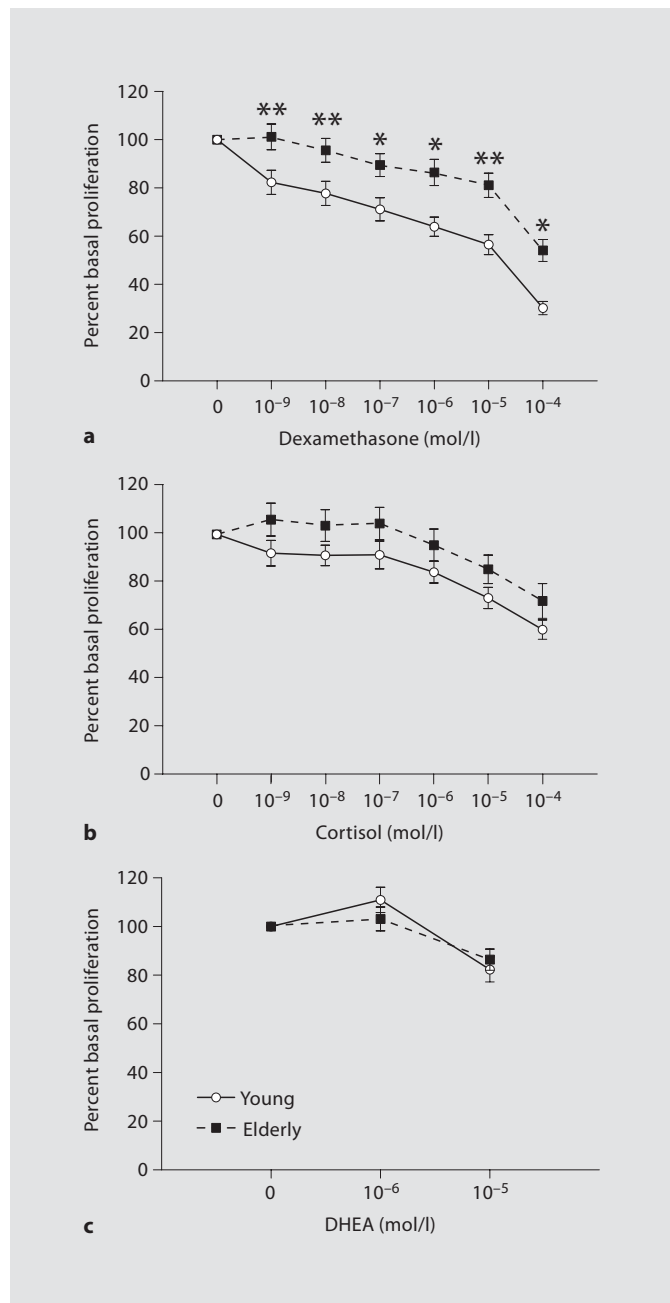 120
100
80
60
40
20
0
Percent basal proliferation
** ** * * ** *
0 10⁻⁹ 10⁻⁸ 10⁻⁷ 10⁻⁶ 10⁻⁵ 10⁻⁴
a
Dexamethasone (mol/l)
120
100
80
60
40
20
0
Percent basal proliferation
0 10⁻⁹ 10⁻⁸ 10⁻⁷ 10⁻⁶ 10⁻⁵ 10⁻⁴
b
Cortisol (mol/l)
120
100
80
60
40
20
0
Percent basal proliferation
Young
Elderly
0 10⁻⁶ 10⁻⁵
c
DHEA (mol/l)